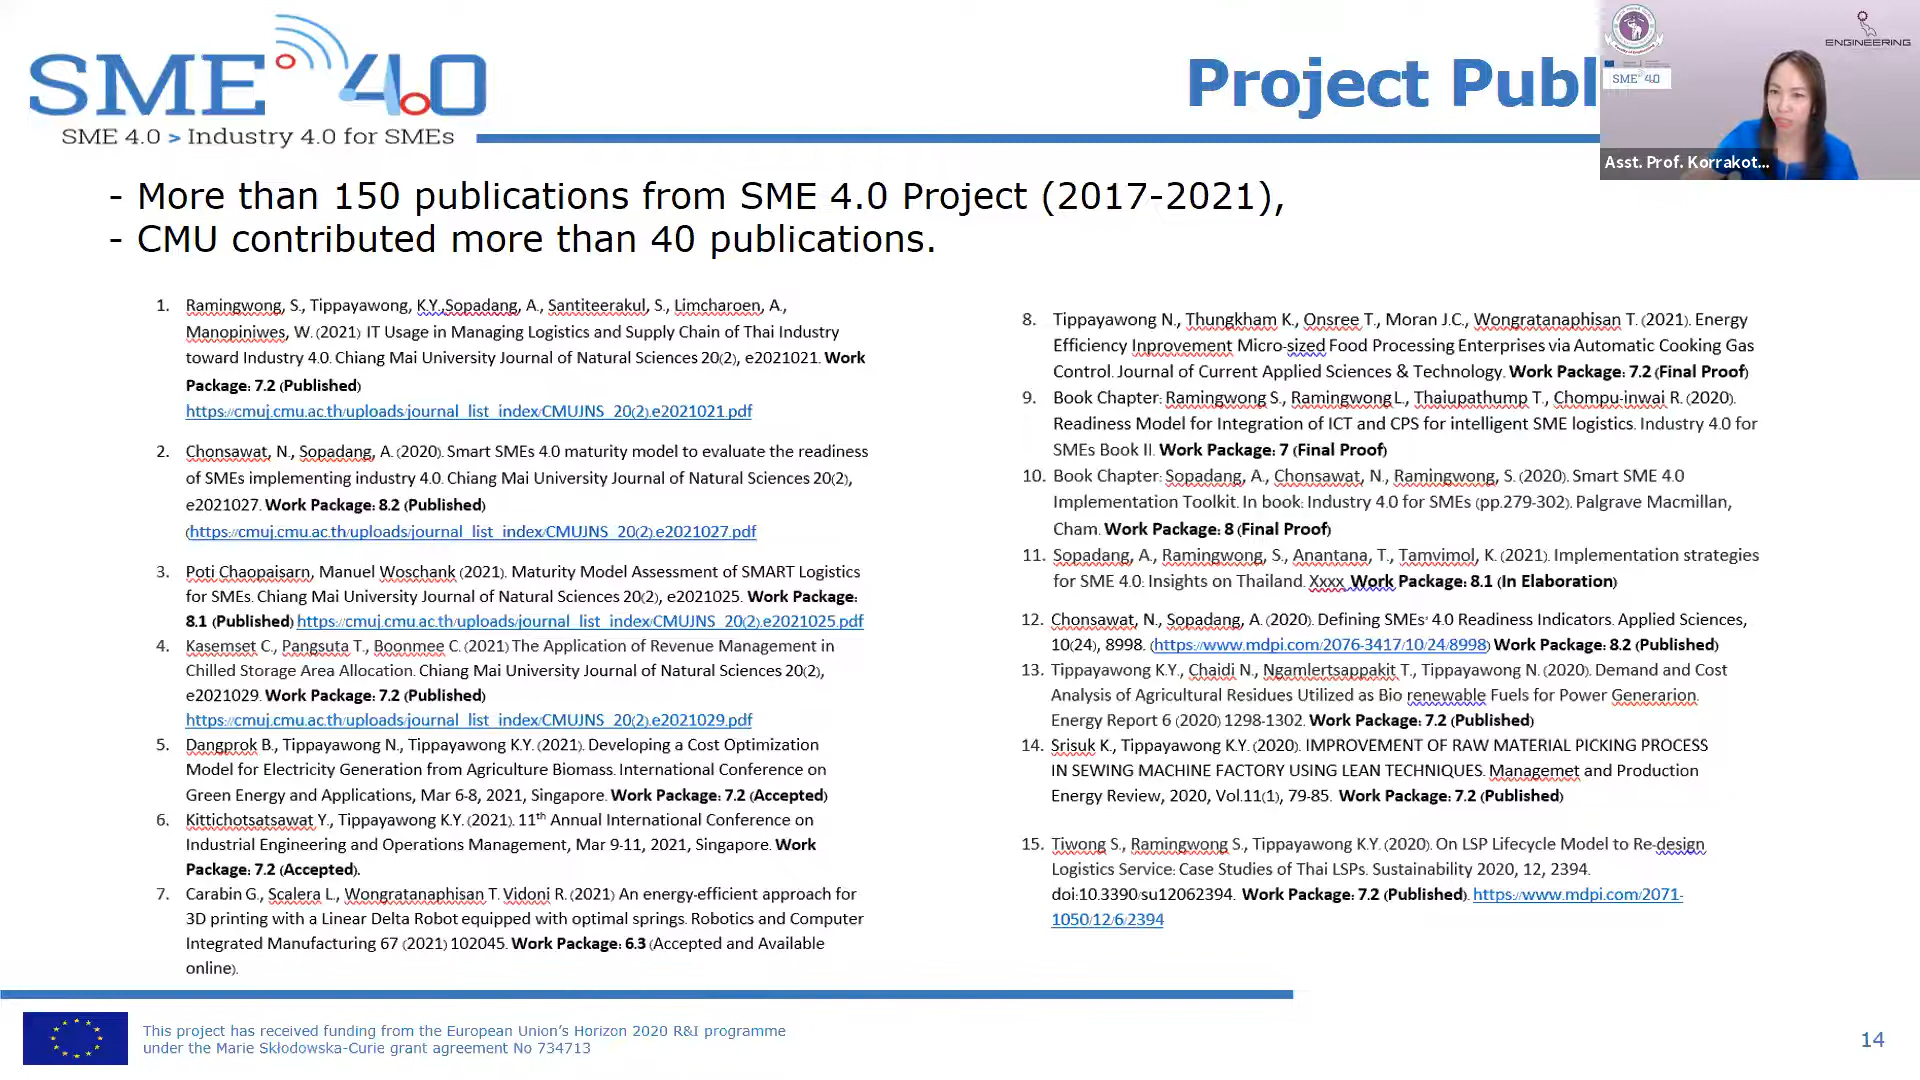 SME 4.0
SME 4.0 > Industry 4.0 for SMEs
Project Publ
ENGINEERING
SME 4.0
Asst. Prof. Korrakot...
- More than 150 publications from SME 4.0 Project (2017-2021),
- CMU contributed more than 40 publications.
1. Ramingwong, S., Tippayawong, K.Y.,Sopadang, A., Santiteerakul, S., Limcharoen, A.,
Manopiniwes, W. (2021) IT Usage in Managing Logistics and Supply Chain of Thai Industry
toward Industry 4.0. Chiang Mai University Journal of Natural Sciences 20(2), e2021021. Work
Package: 7.2 (Published)
https://cmuj.cmu.ac.th/uploads/journal_list_index/CMUJNS_20(2).e2021021.pdf
2. Chonsawat, N., Sopadang, A. (2020). Smart SMEs 4.0 maturity model to evaluate the readiness
of SMEs implementing industry 4.0. Chiang Mai University Journal of Natural Sciences 20(2),
e2021027. Work Package: 8.2 (Published)
(https://cmuj.cmu.ac.th/uploads/journal_list_index/CMUJNS_20(2).e2021027.pdf
3. Poti Chaopaisarn, Manuel Woschank (2021). Maturity Model Assessment of SMART Logistics
for SMEs. Chiang Mai University Journal of Natural Sciences 20(2), e2021025. Work Package:
8.1 (Published) https://cmuj.cmu.ac.th/uploads/journal_list_index/CMUJNS_20(2).e2021025.pdf
4. Kasemset C., Pangsuta T., Boonmee C. (2021) The Application of Revenue Management in
Chilled Storage Area Allocation. Chiang Mai University Journal of Natural Sciences 20(2),
e2021029. Work Package: 7.2 (Published)
https://cmuj.cmu.ac.th/uploads/journal_list_index/CMUJNS_20(2).e2021029.pdf
5. Dangprok B., Tippayawong N., Tippayawong K.Y. (2021). Developing a Cost Optimization
Model for Electricity Generation from Agriculture Biomass. International Conference on
Green Energy and Applications, Mar 6-8, 2021, Singapore. Work Package: 7.2 (Accepted)
6. Kittichotsatsawat Y., Tippayawong K.Y. (2021). 11th Annual International Conference on
Industrial Engineering and Operations Management, Mar 9-11, 2021, Singapore. Work
Package: 7.2 (Accepted).
7. Carabin G., Scalera L., Wongratanaphisan T. Vidoni R. (2021) An energy-efficient approach for
3D printing with a Linear Delta Robot equipped with optimal springs. Robotics and Computer
Integrated Manufacturing 67 (2021) 102045. Work Package: 6.3 (Accepted and Available
online).
8. Tippayawong N., Thungkham K., Onsree T., Moran J.C., Wongratanaphisan T. (2021). Energy
Efficiency Inprovement Micro-sized Food Processing Enterprises via Automatic Cooking Gas
Control. Journal of Current Applied Sciences & Technology. Work Package: 7.2 (Final Proof)
9. Book Chapter: Ramingwong S., Ramingwong L., Thaiupathump T., Chompu-inwai R. (2020).
Readiness Model for Integration of ICT and CPS for intelligent SME logistics. Industry 4.0 for
SMEs Book II. Work Package: 7 (Final Proof)
10. Book Chapter: Sopadang, A., Chonsawat, N., Ramingwong, S. (2020). Smart SME 4.0
Implementation Toolkit. In book: Industry 4.0 for SMEs (pp.279-302). Palgrave Macmillan,
Cham. Work Package: 8 (Final Proof)
11. Sopadang, A., Ramingwong, S., Anantana, T., Tamvimol, K. (2021). Implementation strategies
for SME 4.0: Insights on Thailand. Xxxx Work Package: 8.1 (In Elaboration)
12. Chonsawat, N., Sopadang, A. (2020). Defining SMEs' 4.0 Readiness Indicators. Applied Sciences,
10(24), 8998. (https://www.mdpi.com/2076-3417/10/24/8998) Work Package: 8.2 (Published)
13. Tippayawong K.Y., Chaidi N., Ngamlertsappakit T., Tippayawong N. (2020). Demand and Cost
Analysis of Agricultural Residues Utilized as Bio renewable Fuels for Power Generarion.
Energy Report 6 (2020) 1298-1302. Work Package: 7.2 (Published)
14. Srisuk K., Tippayawong K.Y. (2020). IMPROVEMENT OF RAW MATERIAL PICKING PROCESS
IN SEWING MACHINE FACTORY USING LEAN TECHNIQUES. Managemet and Production
Energy Review, 2020, Vol.11(1), 79-85. Work Package: 7.2 (Published)
15. Tiwong S., Ramingwong S., Tippayawong K.Y. (2020). On LSP Lifecycle Model to Re-design
Logistics Service: Case Studies of Thai LSPs. Sustainability 2020, 12, 2394.
doi:10.3390/su12062394. Work Package: 7.2 (Published). https://www.mdpi.com/2071-
1050/12/6/2394
This project has received funding from the European Union's Horizon 2020 R&I programme
under the Marie Skłodowska-Curie grant agreement No 734713
14